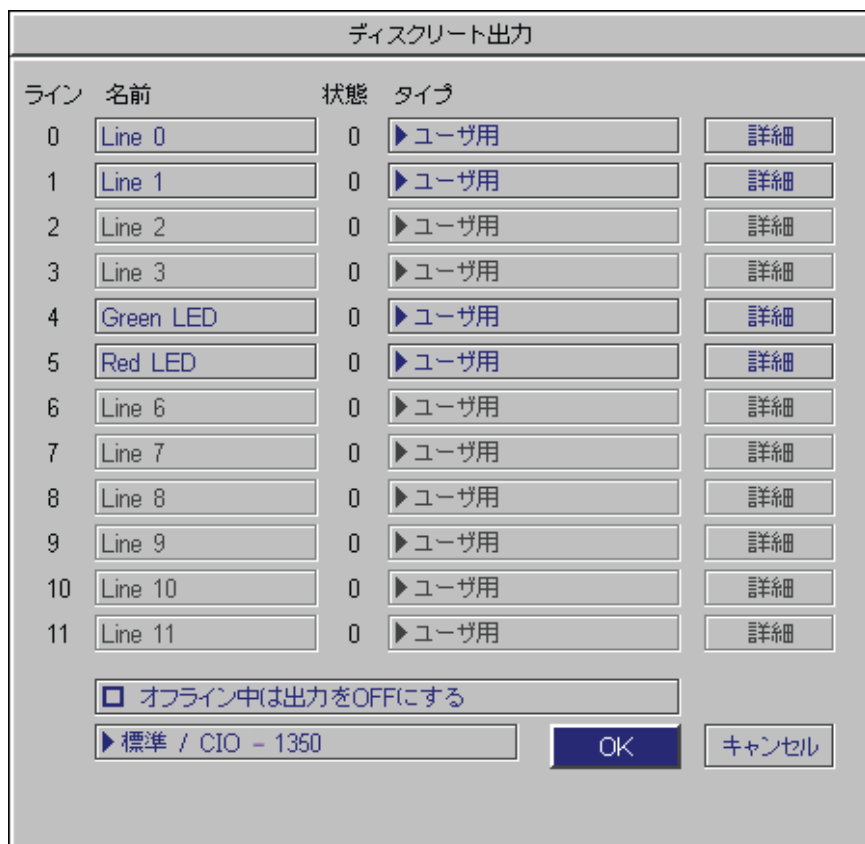 ディスクリート出力
ライン 名前 状態 タイプ
0 Line 0 0 ▶ユーザ用 詳細
1 Line 1 0 ▶ユーザ用 詳細
2 Line 2 0 ▶ユーザ用 詳細
3 Line 3 0 ▶ユーザ用 詳細
4 Green LED 0 ▶ユーザ用 詳細
5 Red LED 0 ▶ユーザ用 詳細
6 Line 6 0 ▶ユーザ用 詳細
7 Line 7 0 ▶ユーザ用 詳細
8 Line 8 0 ▶ユーザ用 詳細
9 Line 9 0 ▶ユーザ用 詳細
10 Line 10 0 ▶ユーザ用 詳細
11 Line 11 0 ▶ユーザ用 詳細
オフライン中は出力をOFFにする
▶標準 / CIO - 1350 OK キャンセル